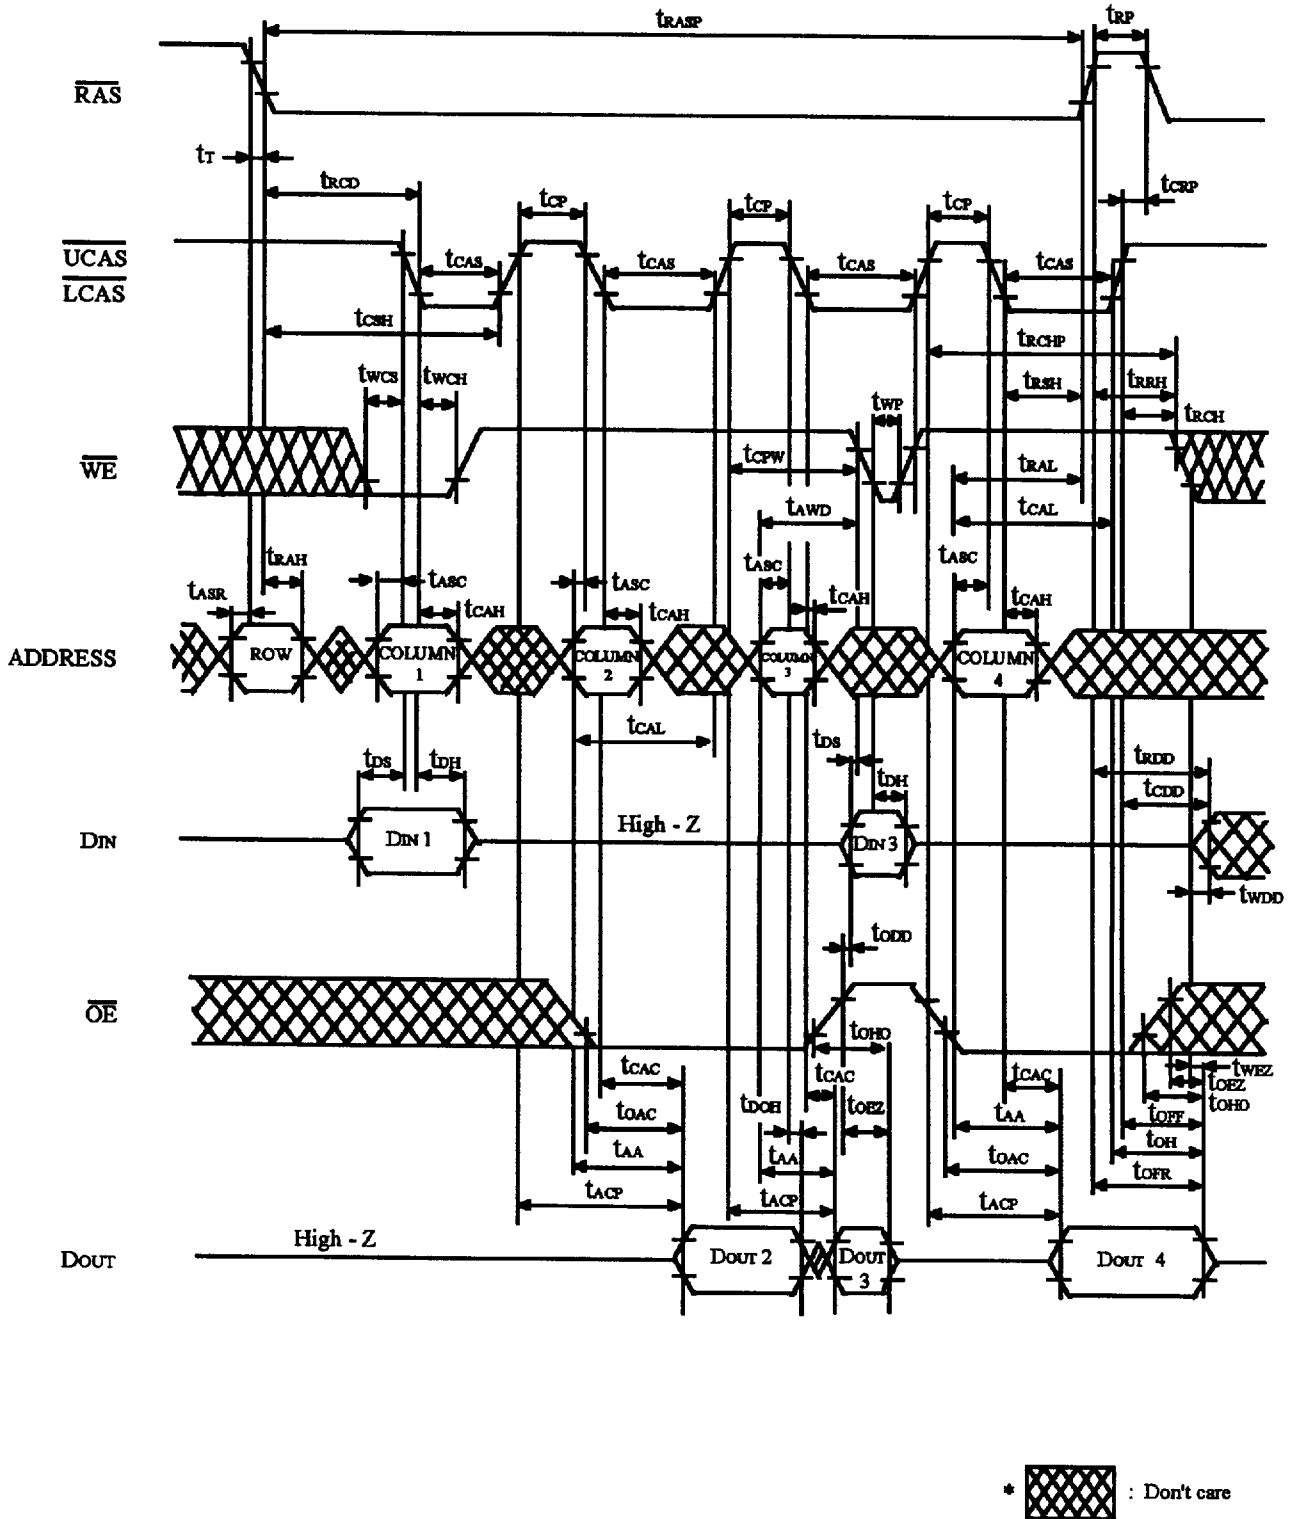 tRASP
tRP
RAS
tT
tRCD
tCP
tCP
tCP
tCRP
UCAS
LCAS
tCAS
tCAS
tCAS
tCAS
tCSH
tRCHP
tWCS
tWCH
tWP
tRSH
tRRH
tRCH
WE
tCPW
tRAL
tAWD
tCAL
tRAH
tASR
tASC
tASC
tASC
tASC
tCAH
tCAH
tCAH
tCAH
ADDRESS
ROW
COLUMN 1
COLUMN 2
COLUMN 3
COLUMN 4
tCAL
tDS
tDH
tDS
tDH
tRDD
tCDD
DIN
DIN 1
High - Z
DIN 3
tWDD
tODD
OE
tOHO
tCAC
tCAC
tCAC
tWEZ
tOEZ
tOHO
tOAC
tDOH
tOEZ
tAA
tOFF
tAA
tAA
tOAC
tOH
tACP
tACP
tACP
tOFR
DOUT
High - Z
DOUT 2
DOUT 3
DOUT 4
* : Don't care